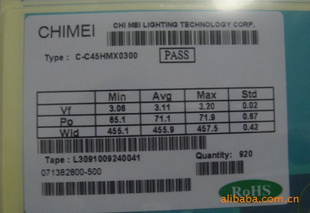 CHIMEI
CHI MEI LIGHTING TECHNOLOGY CORP.
Type : C-C45HMX0300 PASS
Min Avg Max Std
Vf 3.06 3.11 3.20 0.02
Po 65.1 71.1 71.9 0.67
Wld 455.1 455.9 457.5 0.42
Tape : L3091009240041 Quantity: 920
071382800-500
RoHS
alibaba.com.cn